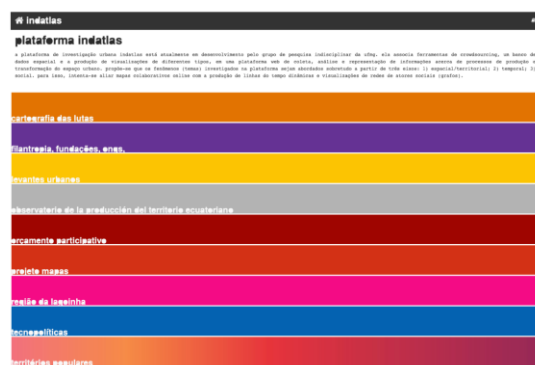 indatlas
plataforma indatlas
a plataforma de investigação urbana indatlas está atualmente em desenvolvimento pelo grupo de pesquisa indisciplinar da ufmg. ela associa ferramentas de crowdsourcing, um banco de
dados espacial e a produção de visualizações de diferentes tipos, em uma plataforma web de coleta, análise e representação de informações acerca de processos de produção e
transformação do espaço urbano. propõe-se que os fenômenos (temas) investigados na plataforma sejam abordados sobretudo a partir de três eixos: 1) espacial/territorial; 2) temporal; 3)
social. para isso, intenta-se aliar mapas colaborativos online com a produção de linhas do tempo dinâmicas e visualizações de redes de atores sociais (grafos).
cartografia das lutas
filantropia, fundações, ongs,
levantes urbanos
observatorio de la producción del territorio ecuatoriano
orçamento participativo
projeto mapas
região da lagoinha
tecnopolíticas
territórios populares